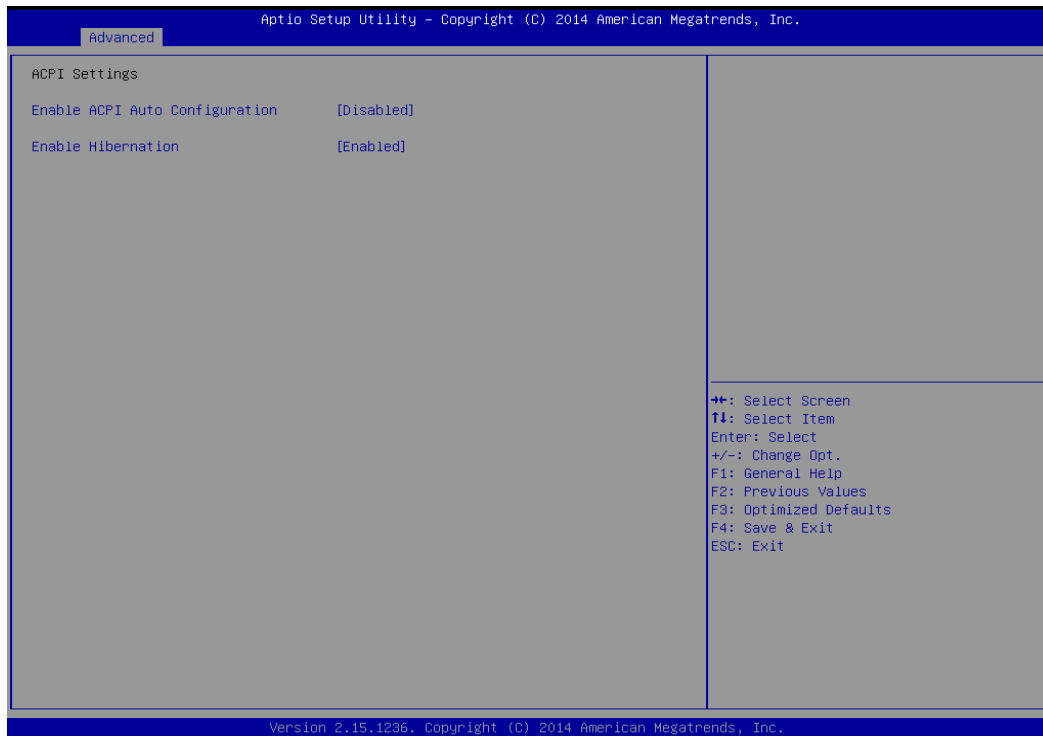 Aptio Setup Utility – Copyright (C) 2014 American Megatrends, Inc.
Advanced
ACPI Settings
Enable ACPI Auto Configuration [Disabled]
Enable Hibernation [Enabled]
→←: Select Screen
↑↓: Select Item
Enter: Select
+/-: Change Opt.
F1: General Help
F2: Previous Values
F3: Optimized Defaults
F4: Save & Exit
ESC: Exit
Version 2.15.1236. Copyright (C) 2014 American Megatrends, Inc.